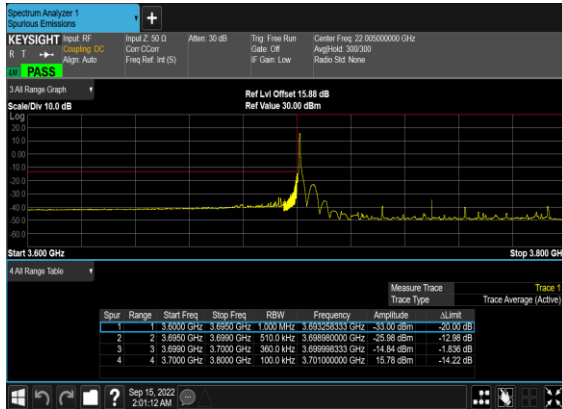 Spectrum Analyzer 1
Spurious Emissions
+
KEYSIGHT Input: RF Input Z: 50 Ω Atten: 30 dB Trig: Free Run Center Freq: 22.005000000 GHz
R T Coupling: DC Corr CCorr Gate: Off Avg|Hold: 300/300
Align: Auto Freq Ref: Int (S) IF Gain: Low Radio Std: None
PASS
3 All Range Graph
Ref Lvl Offset 15.88 dB
Scale/Div 10.0 dB Ref Value 30.00 dBm
Log
20.0
10.0
0.00
-10.0
-20.0
-30.0
-40.0
-50.0
-60.0
Start 3.600 GHz Stop 3.800 GH
4 All Range Table
Measure Trace Trace 1
Trace Type Trace Average (Active)
Spur Range Start Freq Stop Freq RBW Frequency Amplitude ΔLimit
1 1 3.6000 GHz 3.6950 GHz 1.000 MHz 3.693258333 GHz -33.00 dBm -20.00 dB
2 2 3.6950 GHz 3.6990 GHz 510.0 kHz 3.698980000 GHz -25.98 dBm -12.98 dB
3 3 3.6990 GHz 3.7000 GHz 360.0 kHz 3.699998333 GHz -14.84 dBm -1.836 dB
4 4 3.7000 GHz 3.8000 GHz 100.0 kHz 3.701000000 GHz 15.78 dBm -14.22 dB
? Sep 15, 2022
2:01:12 AM